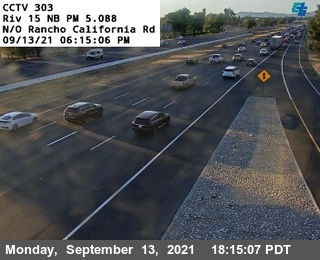 CCTV 303
Riv 15 NB PM 5.088
N/O Rancho California Rd
09/13/21 06:15:06 PM
Monday, September 13, 2021 18:15:07 PDT